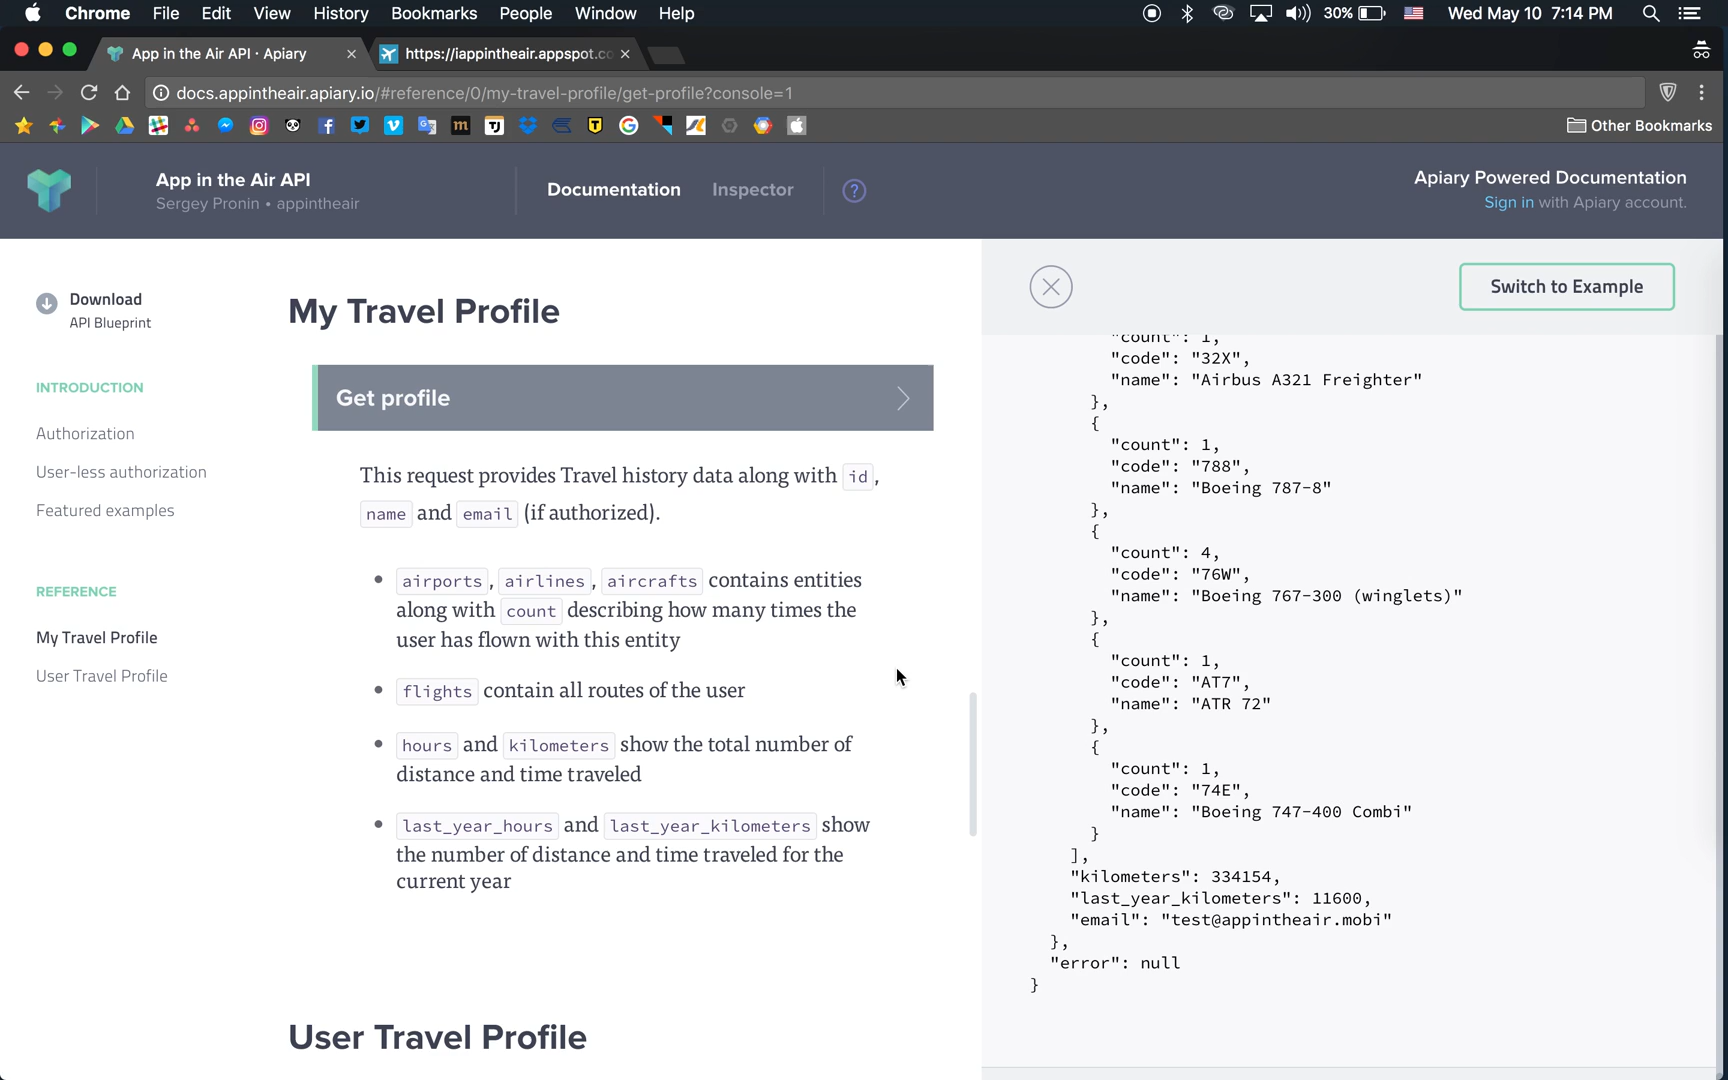 Chrome File Edit View History Bookmarks People Window Help 30% Wed May 10 7:14 PM
App in the Air API · Apiary https://iappintheair.appspot.co
docs.appintheair.apiary.io/#reference/0/my-travel-profile/get-profile?console=1
Other Bookmarks
App in the Air API
Sergey Pronin • appintheair
Documentation Inspector ?
Apiary Powered Documentation
Sign in with Apiary account.
Download
API Blueprint
INTRODUCTION
Authorization
User-less authorization
Featured examples
REFERENCE
My Travel Profile
User Travel Profile
My Travel Profile
Get profile
This request provides Travel history data along with id,
name and email (if authorized).
• airports, airlines, aircrafts contains entities
along with count describing how many times the
user has flown with this entity
• flights contain all routes of the user
• hours and kilometers show the total number of
distance and time traveled
• last_year_hours and last_year_kilometers show
the number of distance and time traveled for the
current year
User Travel Profile
Switch to Example
"count": 1,
"code": "32X",
"name": "Airbus A321 Freighter"
},
{
"count": 1,
"code": "788",
"name": "Boeing 787-8"
},
{
"count": 4,
"code": "76W",
"name": "Boeing 767-300 (winglets)"
},
{
"count": 1,
"code": "AT7",
"name": "ATR 72"
},
{
"count": 1,
"code": "74E",
"name": "Boeing 747-400 Combi"
}
],
"kilometers": 334154,
"last_year_kilometers": 11600,
"email": "test@appintheair.mobi"
},
"error": null
}